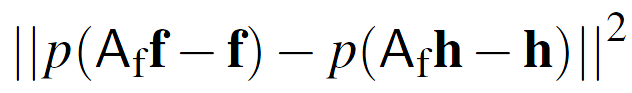 ||p(A_f f − f) − p(A_f h − h)||²